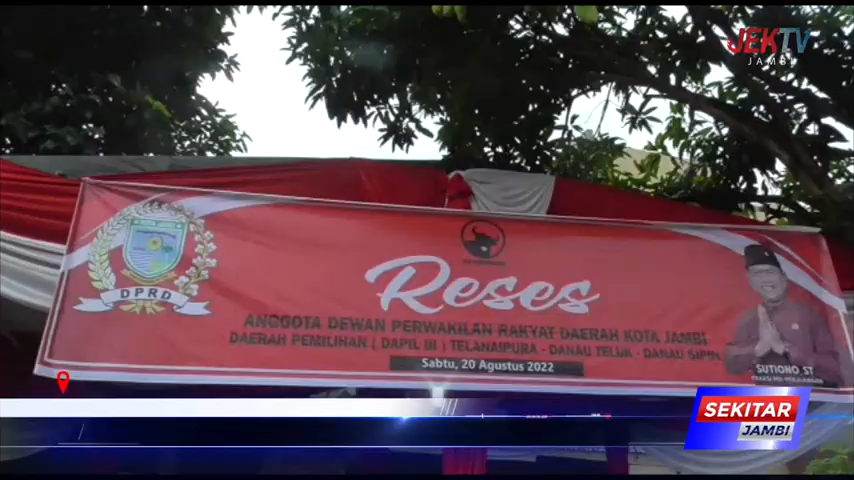 JEKTV
JAMBI
DPRD
Reses
ANGGOTA DEWAN PERWAKILAN RAKYAT DAERAH KOTA JAMBI
DAERAH PEMILIHAN ( DAPIL III ) TELANAIPURA - DANAU TELUK - DANAU SIPIN
Sabtu, 20 Agustus 2022
SUTIONO, ST
SEKITAR
JAMBI